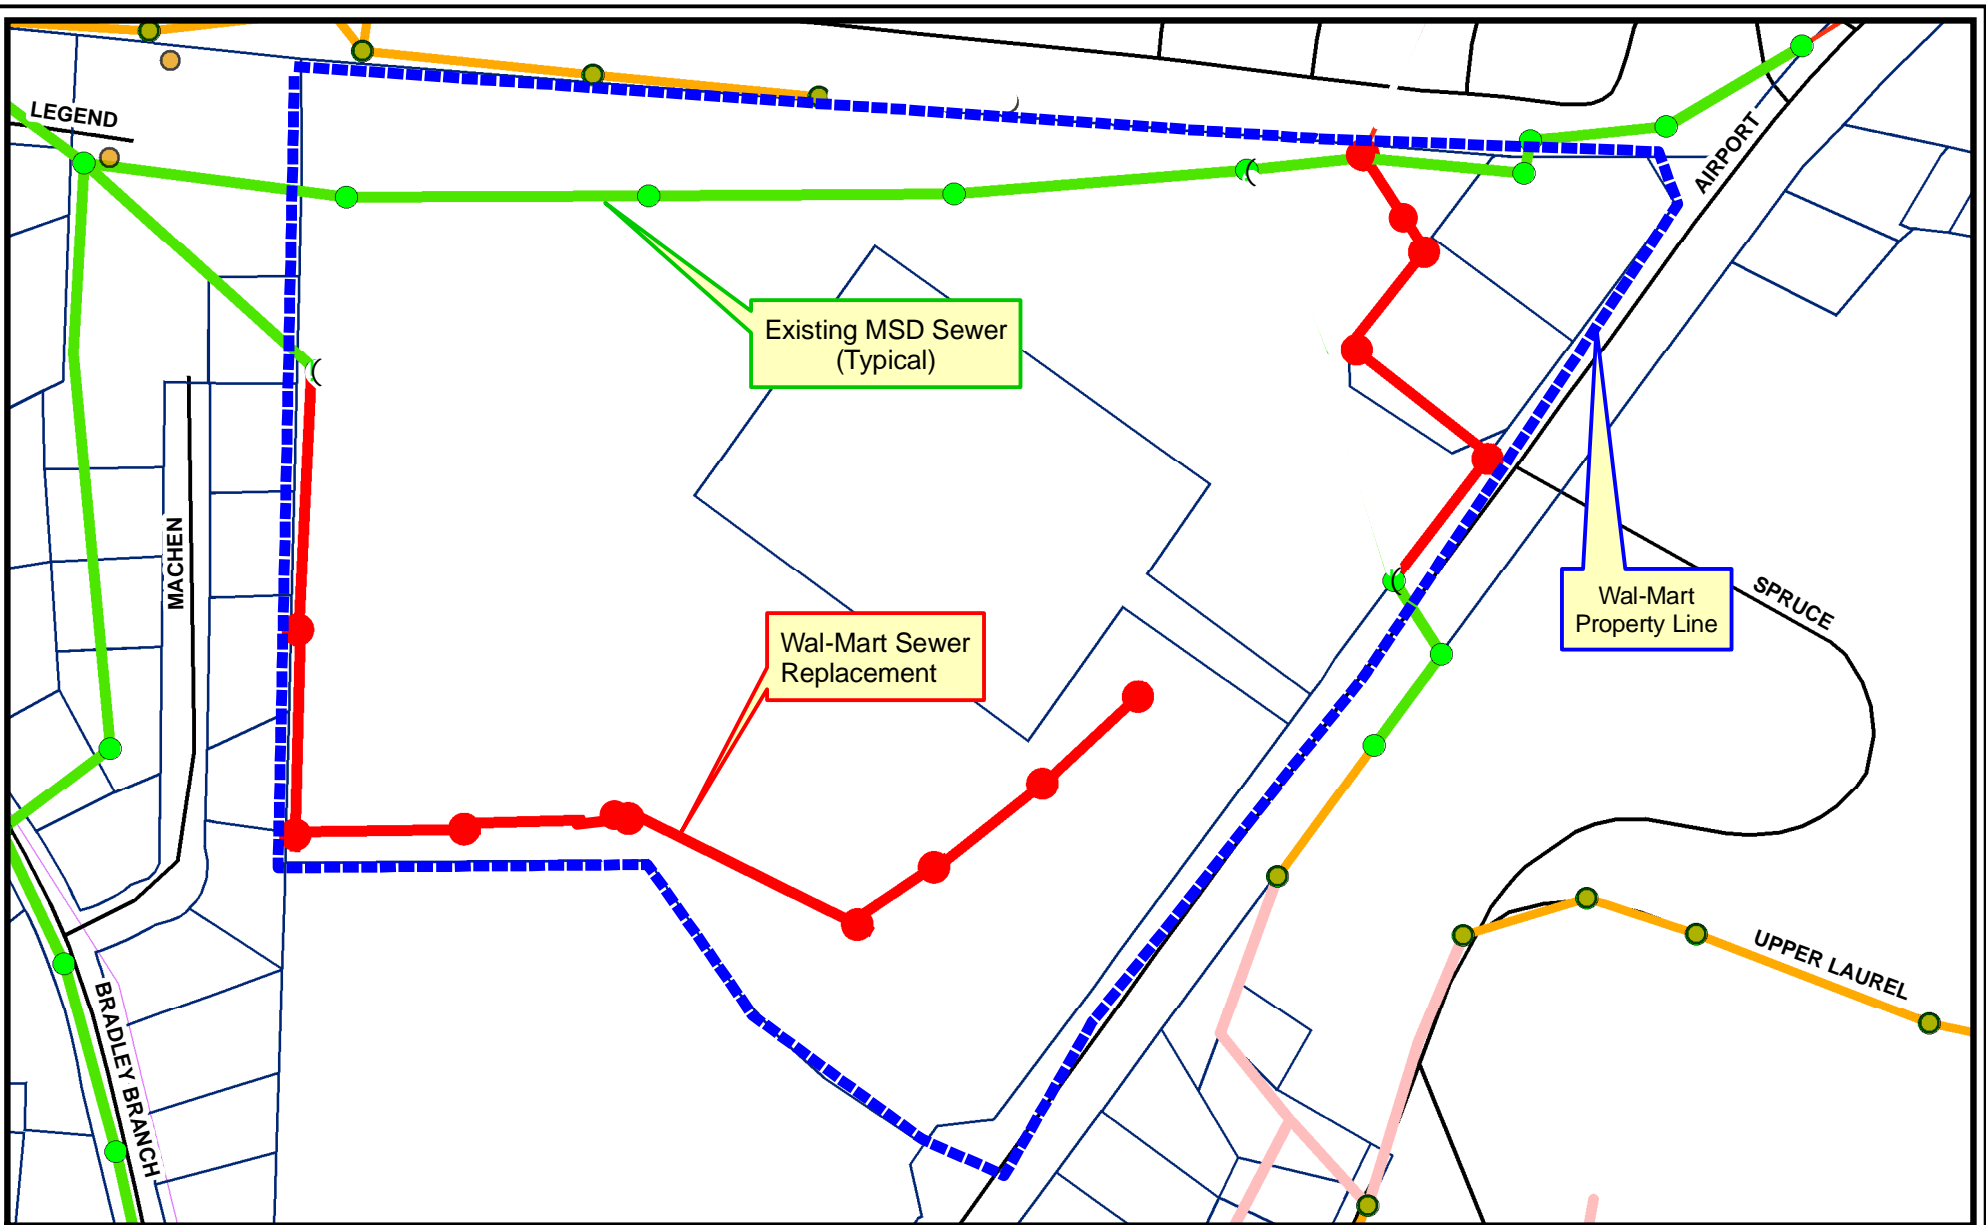 LEGEND
AIRPORT
Existing MSD Sewer
(Typical)
MACHEN
Wal-Mart
Property Line
SPRUCE
Wal-Mart Sewer
Replacement
UPPER LAUREL
BRADLEY BRANCH